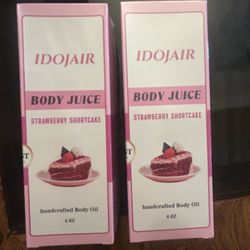 IDOJAIR
BODY JUICE
STRAWBERRY SHORTCAKE
handcrafted Body Oil
4 OZ
IDOJAIR
BODY JUICE
STRAWBERRY SHORTCAKE
handcrafted Body Oil
4 OZ